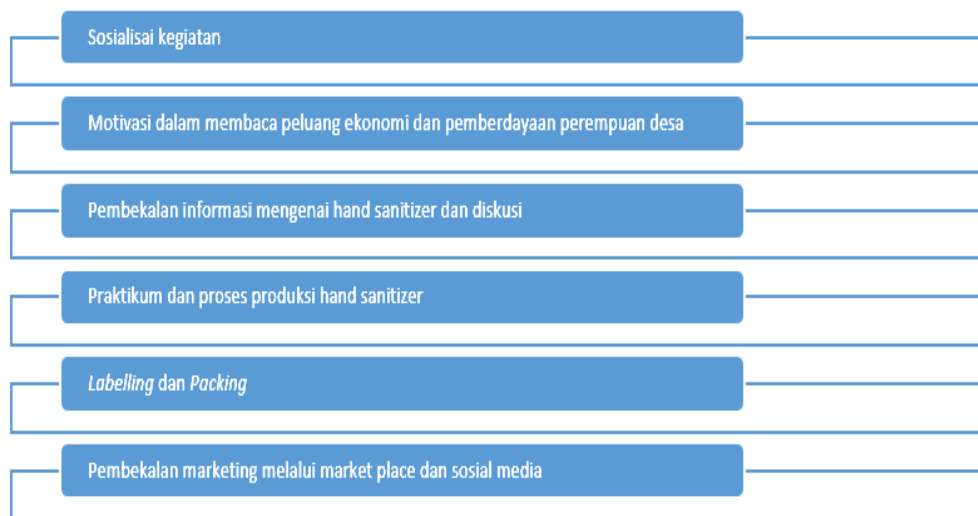 Sosialisai kegiatan
Motivasi dalam membaca peluang ekonomi dan pemberdayaan perempuan desa
Pembekalan informasi mengenai hand sanitizer dan diskusi
Praktikum dan proses produksi hand sanitizer
Labelling dan Packing
Pembekalan marketing melalui market place dan sosial media